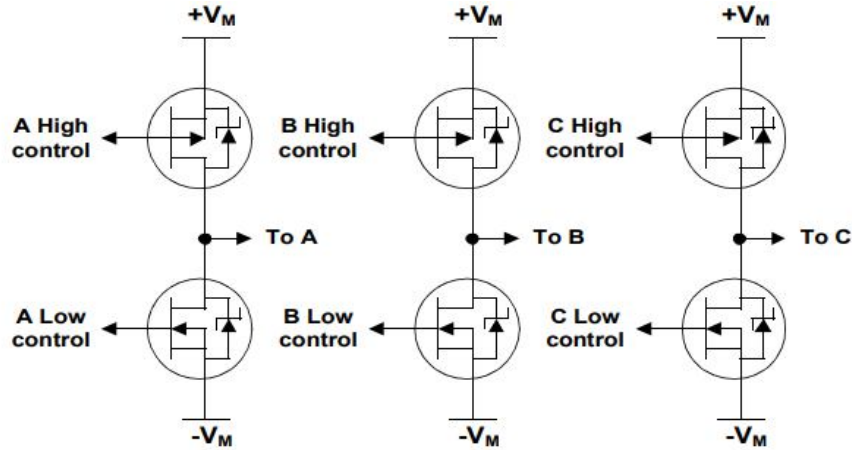 +VM
+VM
+VM
A High
control
B High
control
C High
control
To A
To B
To C
A Low
control
B Low
control
C Low
control
-VM
-VM
-VM